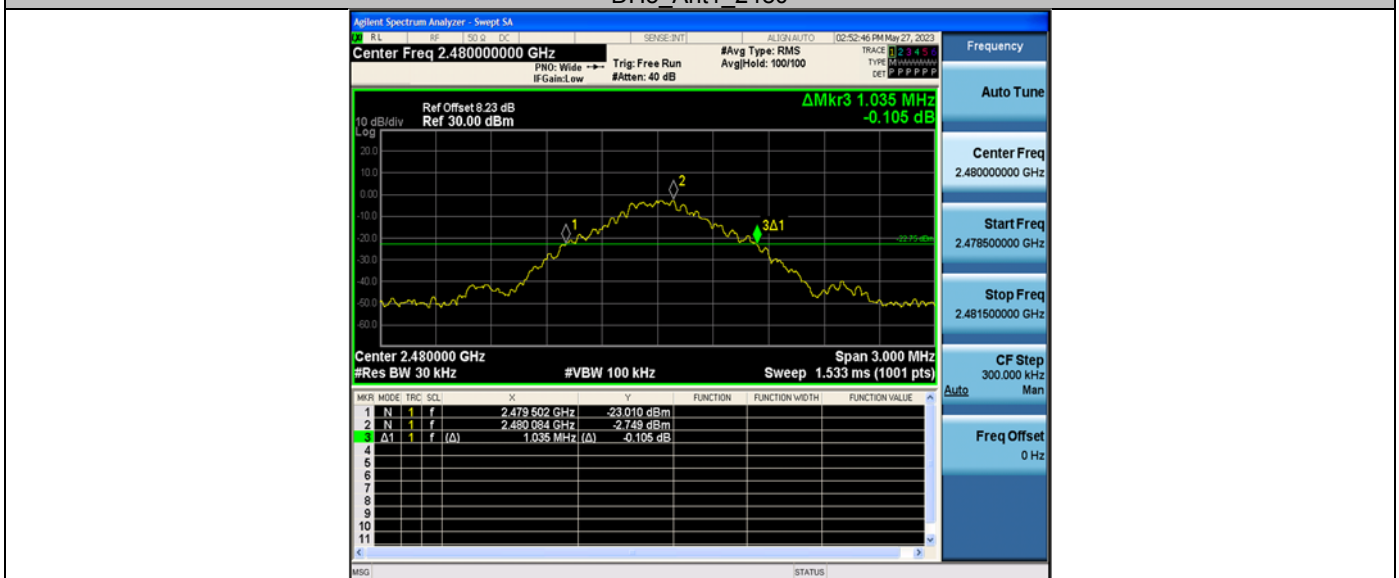 Agilent Spectrum Analyzer - Swept SA
RL RF 50 Ω DC SENSE:INT ALIGNAUTO 02:52:46 PM May 27, 2023
Center Freq 2.480000000 GHz #Avg Type: RMS TRACE 1 2 3 4 5 6
PNO: Wide Trig: Free Run Avg|Hold: 100/100 TYPE M
IFGain:Low #Atten: 40 dB DET P P P P P P
ΔMkr3 1.035 MHz
Ref Offset 8.23 dB
10 dB/div Ref 30.00 dBm -0.105 dB
Log
20.0
10.0
0.00
-10.0
-20.0
-30.0
-40.0
-50.0
-60.0
1
2
3Δ1
-22.75 dBm
Center 2.480000 GHz Span 3.000 MHz
#Res BW 30 kHz #VBW 100 kHz Sweep 1.533 ms (1001 pts)
MKR MODE TRC SCL X Y FUNCTION FUNCTION WIDTH FUNCTION VALUE
1 N 1 f 2.479 502 GHz -23.010 dBm
2 N 1 f 2.480 084 GHz -2.749 dBm
3 Δ1 1 f (Δ) 1.035 MHz (Δ) -0.105 dB
4
5
6
7
8
9
10
11
MSG STATUS
Frequency
Auto Tune
Center Freq
2.480000000 GHz
Start Freq
2.478500000 GHz
Stop Freq
2.481500000 GHz
CF Step
300.000 kHz
Auto Man
Freq Offset
0 Hz